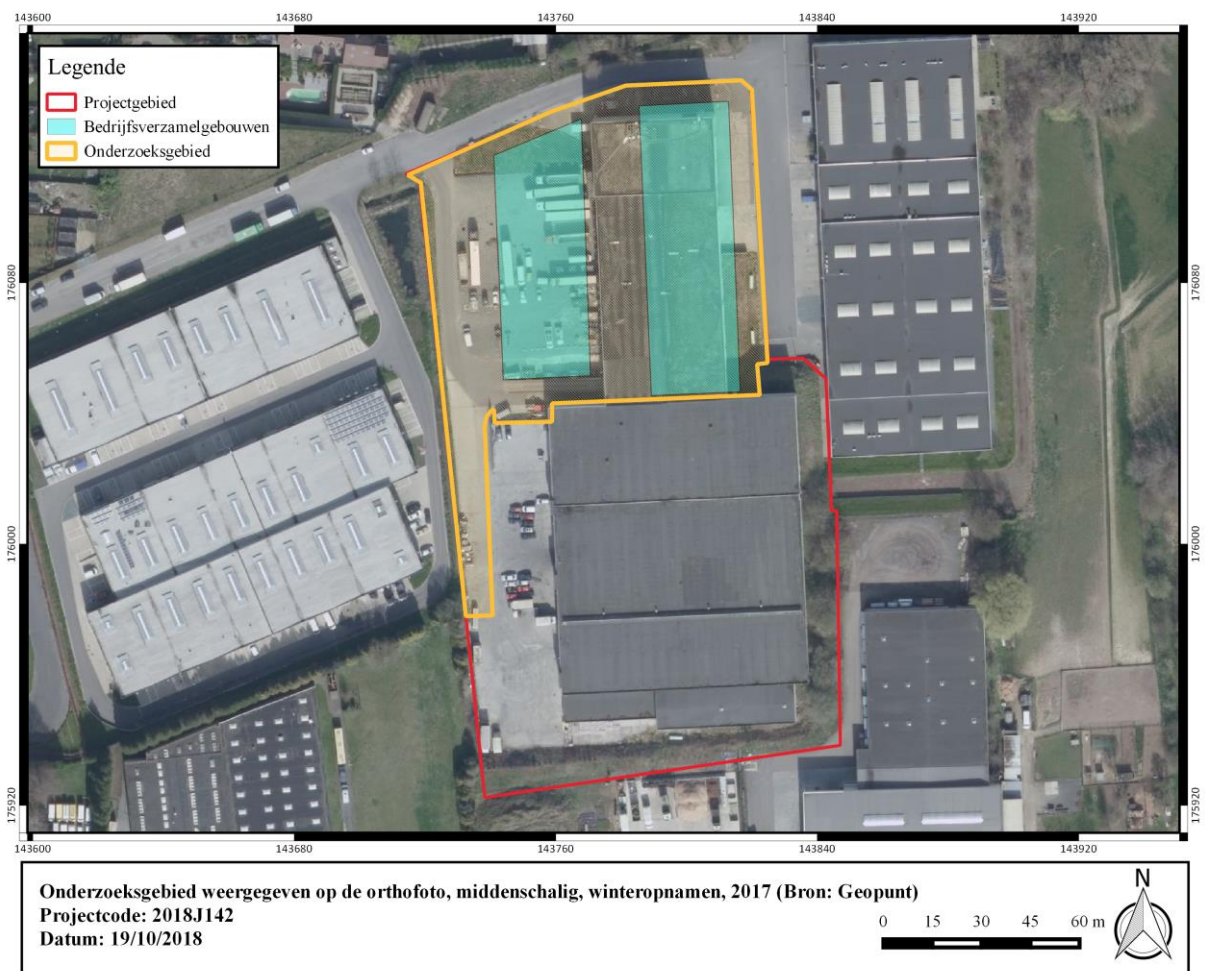 143600 143680 143760 143840 143920
Legende
Projectgebied
Bedrijfsverzamelgebouwen
Onderzoeksgebied
176080 176080
176000 176000
175920 175920
143600 143680 143760 143840 143920
Onderzoeksgebied weergegeven op de orthofoto, middenschalig, winteropnamen, 2017 (Bron: Geopunt)
Projectcode: 2018J142
Datum: 19/10/2018
0 15 30 45 60 m
N